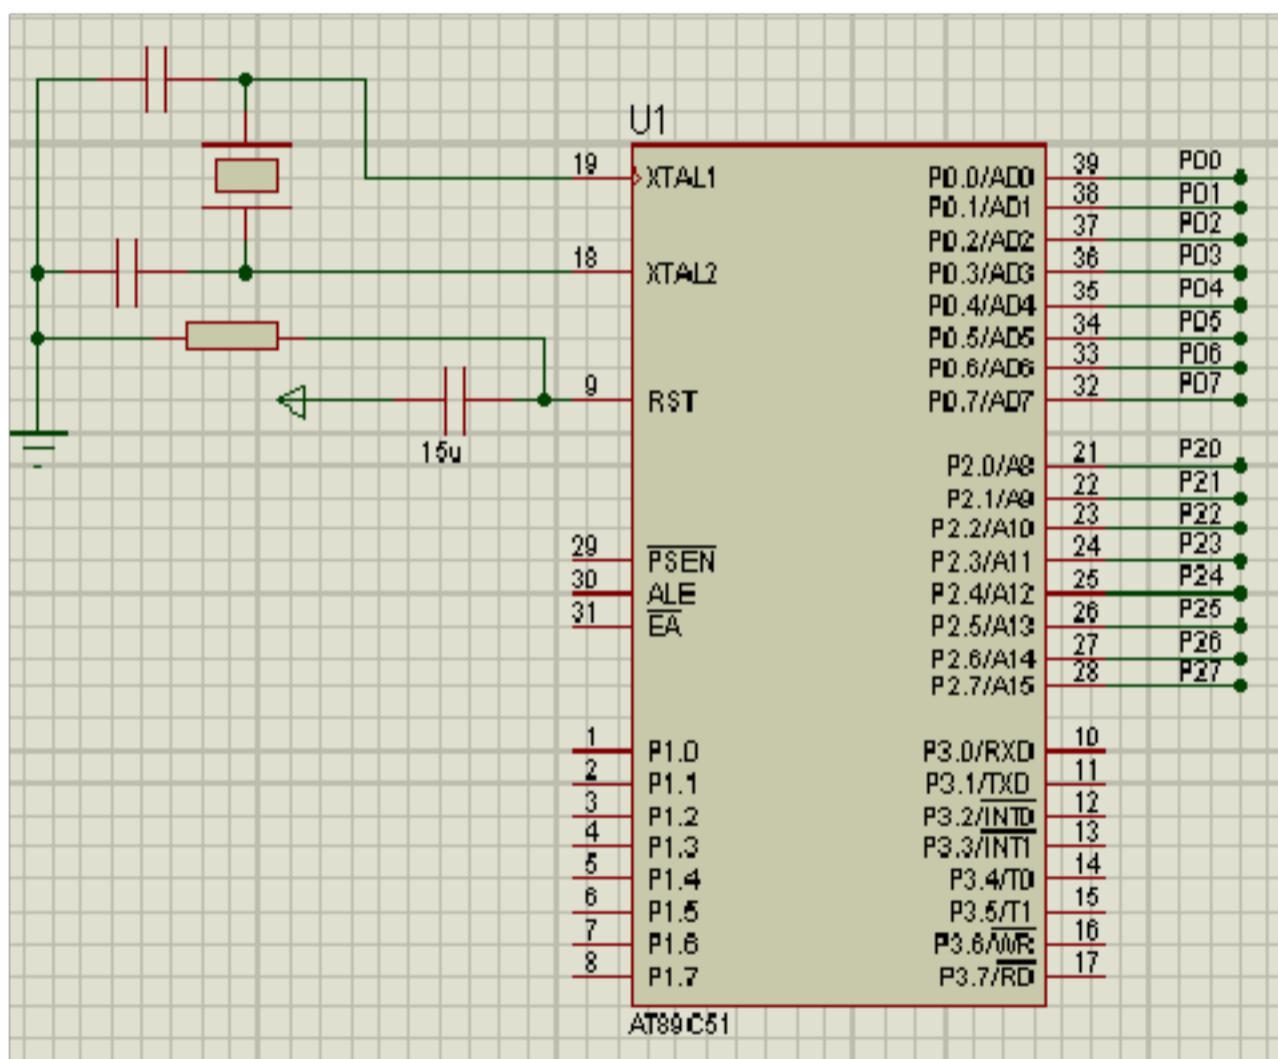 U1
19 XTAL1 P0.0/AD0 39 P00
P0.1/AD1 38 P01
P0.2/AD2 37 P02
18 XTAL2 P0.3/AD3 36 P03
P0.4/AD4 35 P04
P0.5/AD5 34 P05
P0.6/AD6 33 P06
9 RST P0.7/AD7 32 P07
15u
P2.0/A8 21 P20
P2.1/A9 22 P21
P2.2/A10 23 P22
29 PSEN P2.3/A11 24 P23
30 ALE P2.4/A12 25 P24
31 EA P2.5/A13 26 P25
P2.6/A14 27 P26
P2.7/A15 28 P27
1 P1.0 P3.0/RXD 10
2 P1.1 P3.1/TXD 11
3 P1.2 P3.2/INT0 12
4 P1.3 P3.3/INT1 13
5 P1.4 P3.4/T0 14
6 P1.5 P3.5/T1 15
7 P1.6 P3.6/WR 16
8 P1.7 P3.7/RD 17
AT89C51